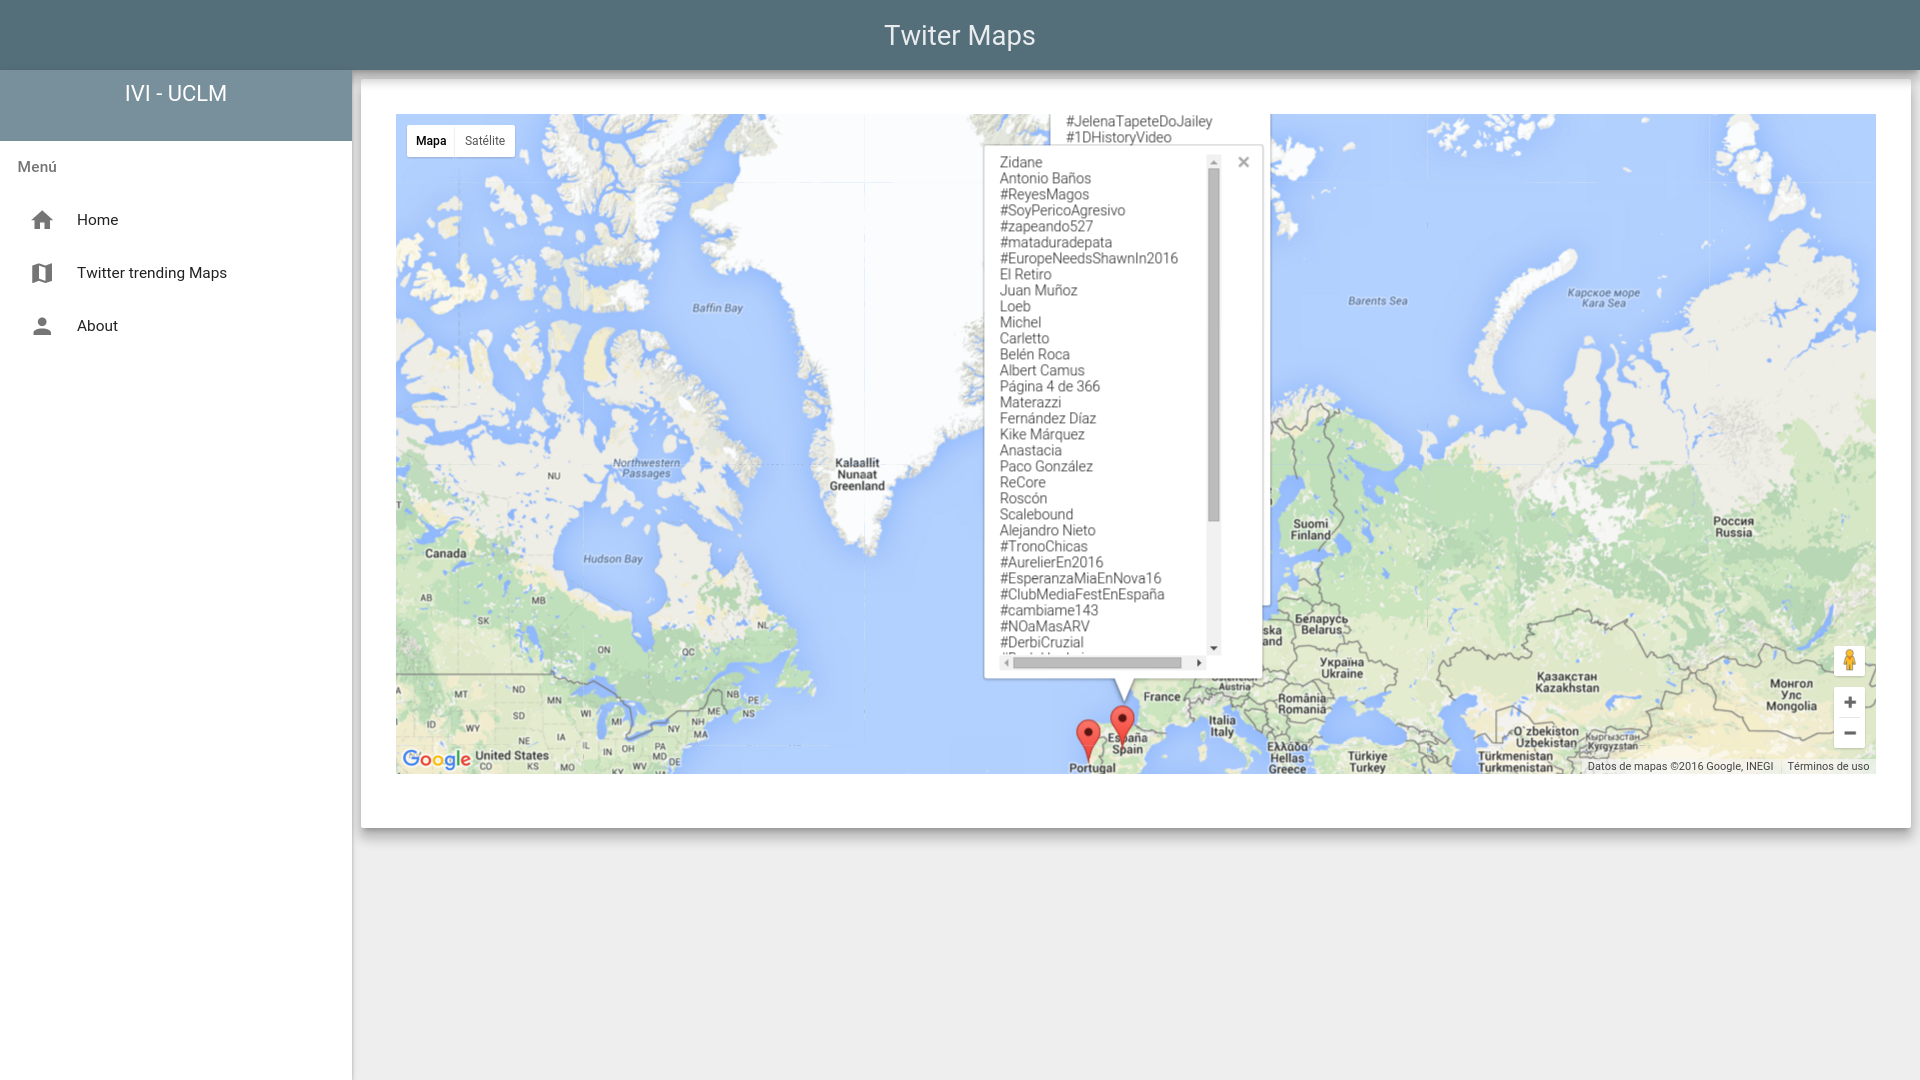 Twiter Maps
IVI - UCLM
Menú
Home
Twitter trending Maps
About
Mapa Satélite
#JelenaTapeteDoJailey
#1DHistoryVideo
Zidane
Antonio Baños
#ReyesMagos
#SoyPericoAgresivo
#zapeando527
#mataduradepata
#EuropeNeedsShawnIn2016
El Retiro
Juan Muñoz
Loeb
Michel
Carletto
Belén Roca
Albert Camus
Página 4 de 366
Materazzi
Fernández Díaz
Kike Márquez
Anastacia
Paco González
ReCore
Roscón
Scalebound
Alejandro Nieto
#TronoChicas
#AurelierEn2016
#EsperanzaMiaEnNova16
#ClubMediaFestEnEspaña
#cambiame143
#NOaMasARV
#DerbiCruzial
Baffin Bay
Barents Sea
Карское море
Kara Sea
Northwestern
Passages
NU
Kalaallit
Nunaat
Greenland
Hudson Bay
Canada
AB
SK
MB
ON
QC
NL
NB
PE
NS
MT
ND
SD
MN
WI
MI
ID
WY
NE
IA
IL
IN
OH
PA
NY
VT
NH
ME
MA
MD
DE
CO
KS
MO
KY
WV
United States
Suomi
Finland
Россия
Russia
Беларусь
Belarus
Україна
Ukraine
Austria
France
România
Romania
Italia
Italy
España
Spain
Portugal
Ελλάδα
Greece
Türkiye
Turkey
Қазақстан
Kazakhstan
Монгол
Улс
Mongolia
O'zbekiston
Uzbekistan
Кыргызстан
Kyrgyzstan
Türkmenistan
Turkmenistan
Google
Datos de mapas ©2016 Google, INEGI Términos de uso